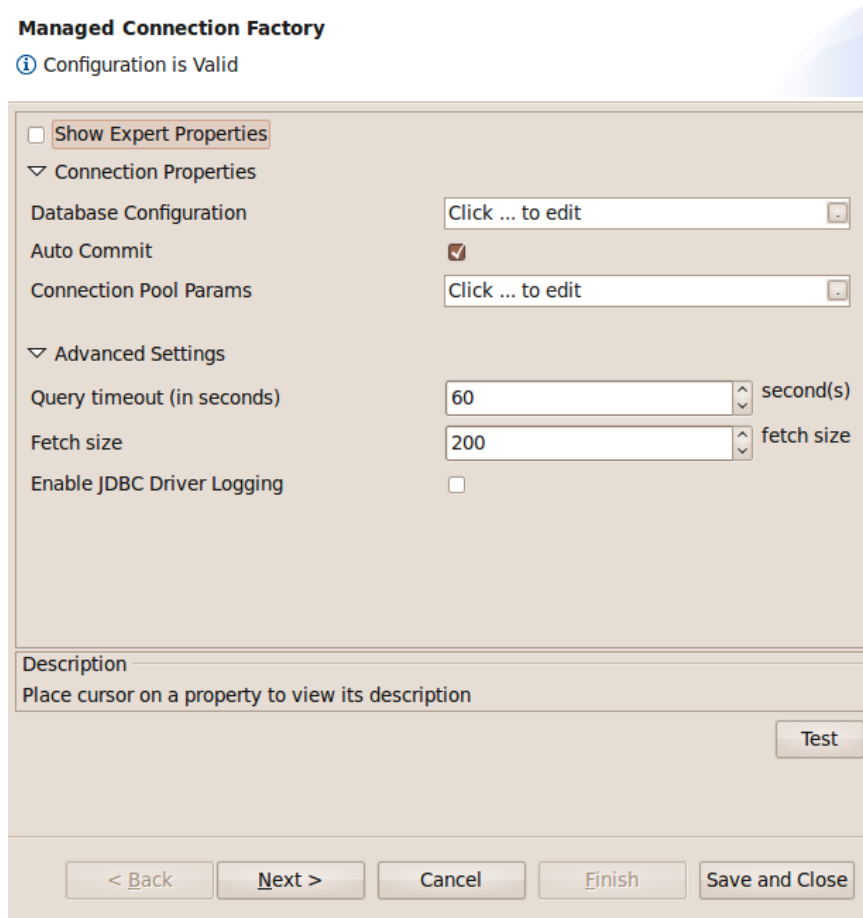 Managed Connection Factory
Configuration is Valid
Show Expert Properties
Connection Properties
Database Configuration Click ... to edit .
Auto Commit
Connection Pool Params Click ... to edit .
Advanced Settings
Query timeout (in seconds) 60 second(s)
Fetch size 200 fetch size
Enable JDBC Driver Logging
Description
Place cursor on a property to view its description
Test
< Back Next > Cancel Finish Save and Close